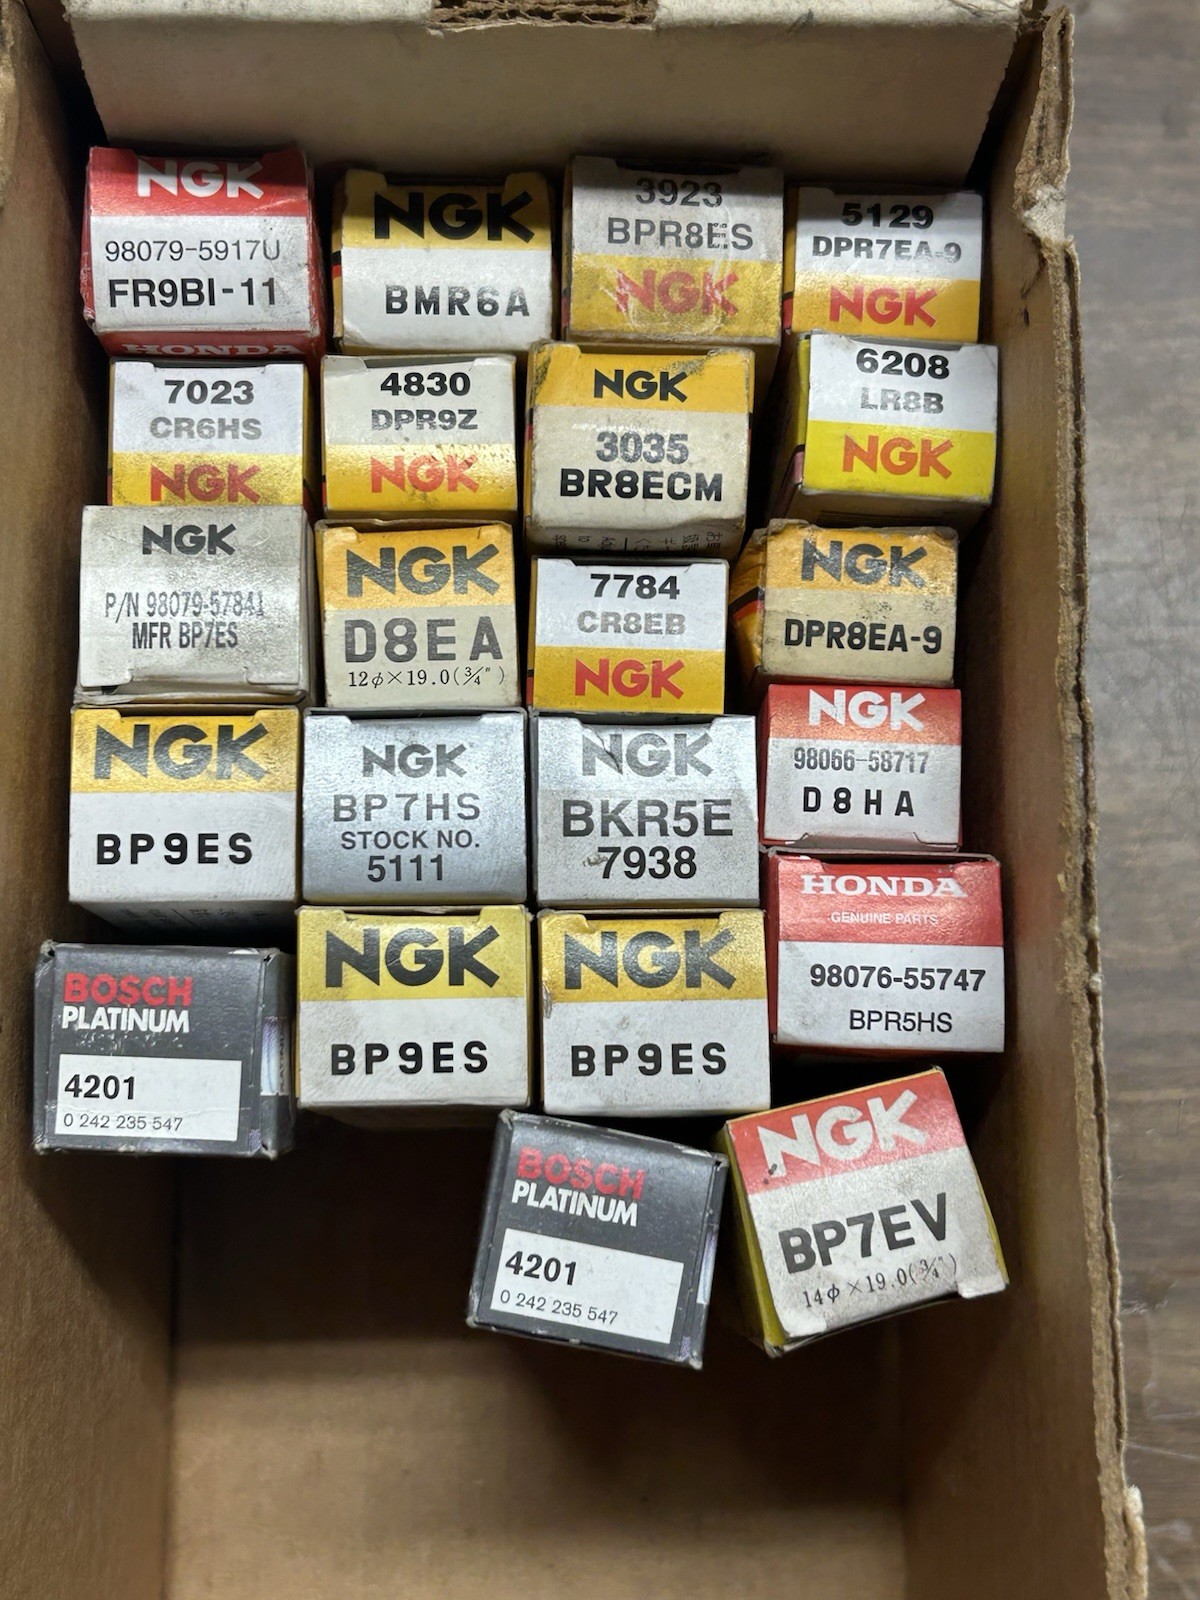 NGK
98079-5917U
FR9BI-11
HONDA
NGK
BMR6A
3923
BPR8ES
NGK
5129
DPR7EA-9
NGK
7023
CR6HS
NGK
4830
DPR9Z
NGK
NGK
3035
BR8ECM
6208
LR8B
NGK
NGK
P/N 98079-57841
MFR BP7ES
NGK
D8EA
12φ×19.0(3/4")
7784
CR8EB
NGK
NGK
DPR8EA-9
NGK
BP9ES
NGK
BP7HS
STOCK NO.
5111
NGK
BKR5E
7938
NGK
98066-58717
D8HA
BOSCH
PLATINUM
4201
0 242 235 547
NGK
BP9ES
NGK
BP9ES
HONDA
GENUINE PARTS
98076-55747
BPR5HS
BOSCH
PLATINUM
4201
0 242 235 547
NGK
BP7EV
14φ×19.0(3/4")